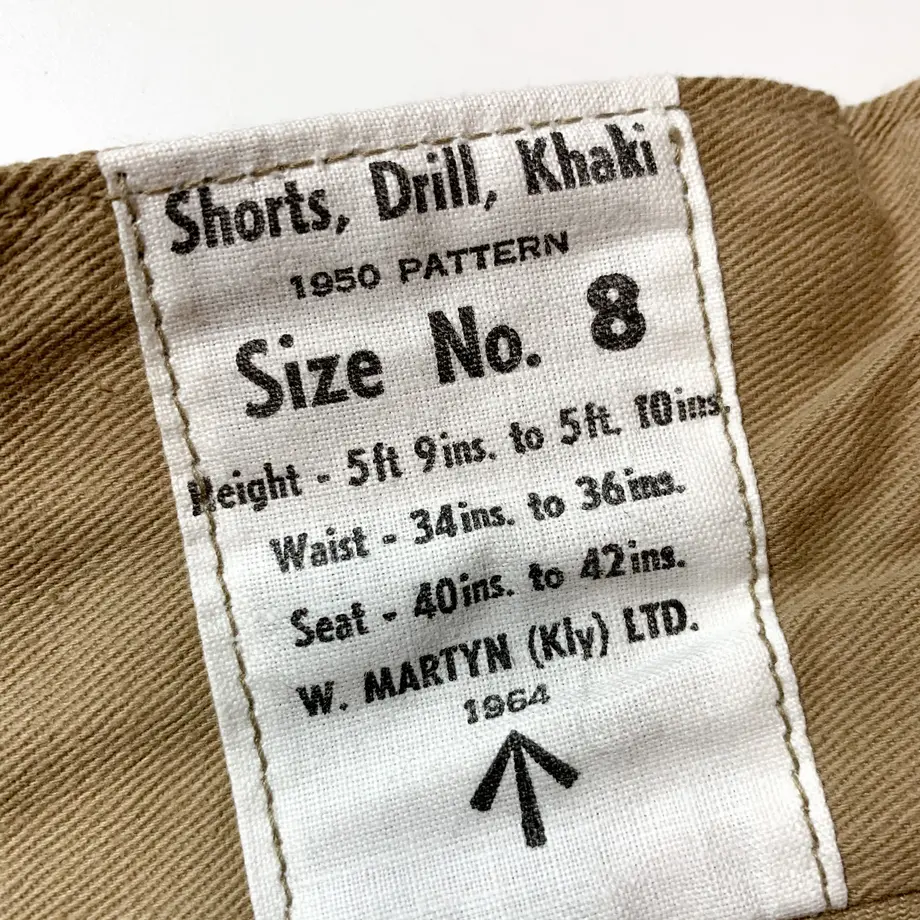 Shorts, Drill, Khaki
1950 PATTERN
Size No. 8
Height - 5ft 9ins. to 5ft. 10ins.
Waist - 34ins. to 36ins.
Seat - 40ins. to 42ins.
W. MARTYN (Kly) LTD.
1964